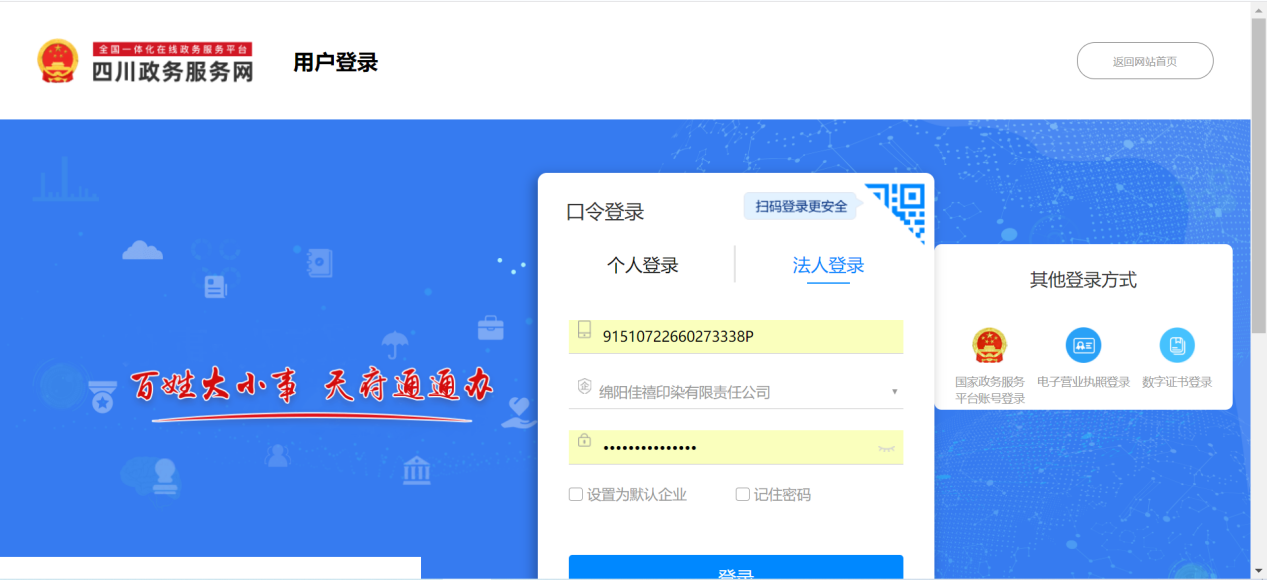 全国一体化在线政务服务平台
四川政务服务网
用户登录
返回网站首页
口令登录
扫码登录更安全
个人登录
法人登录
91510722660273338P
绵阳佳禧印染有限责任公司
•••••••••••••••
设置为默认企业
记住密码
登录
百姓大小事 天府通通办
其他登录方式
国家政务服务
平台账号登录
电子营业执照登录
数字证书登录